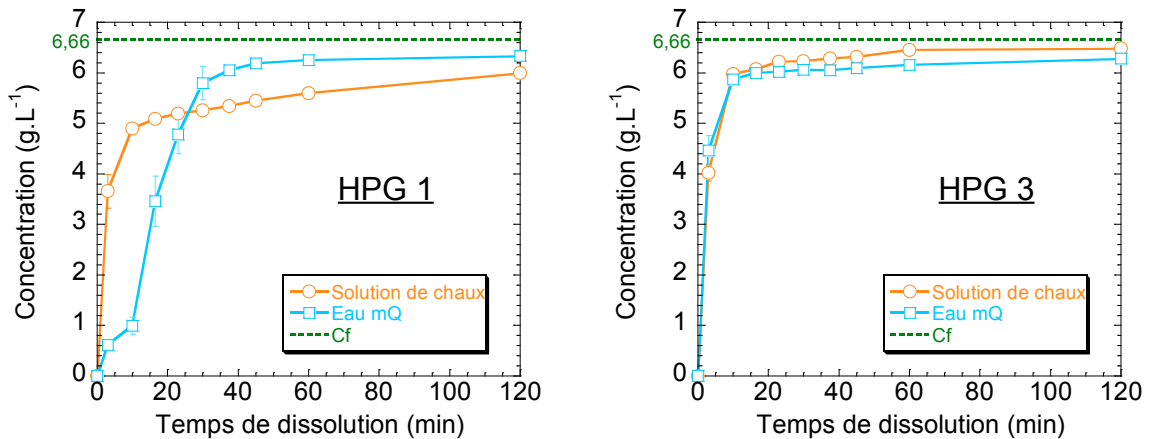 7
6,66
6
5
4
3
2
1
0
Concentration (g.L⁻¹)
HPG 1
Solution de chaux
Eau mQ
Cf
0 20 40 60 80 100 120
Temps de dissolution (min)
7
6,66
6
5
4
3
2
1
0
Concentration (g.L⁻¹)
HPG 3
Solution de chaux
Eau mQ
Cf
0 20 40 60 80 100 120
Temps de dissolution (min)